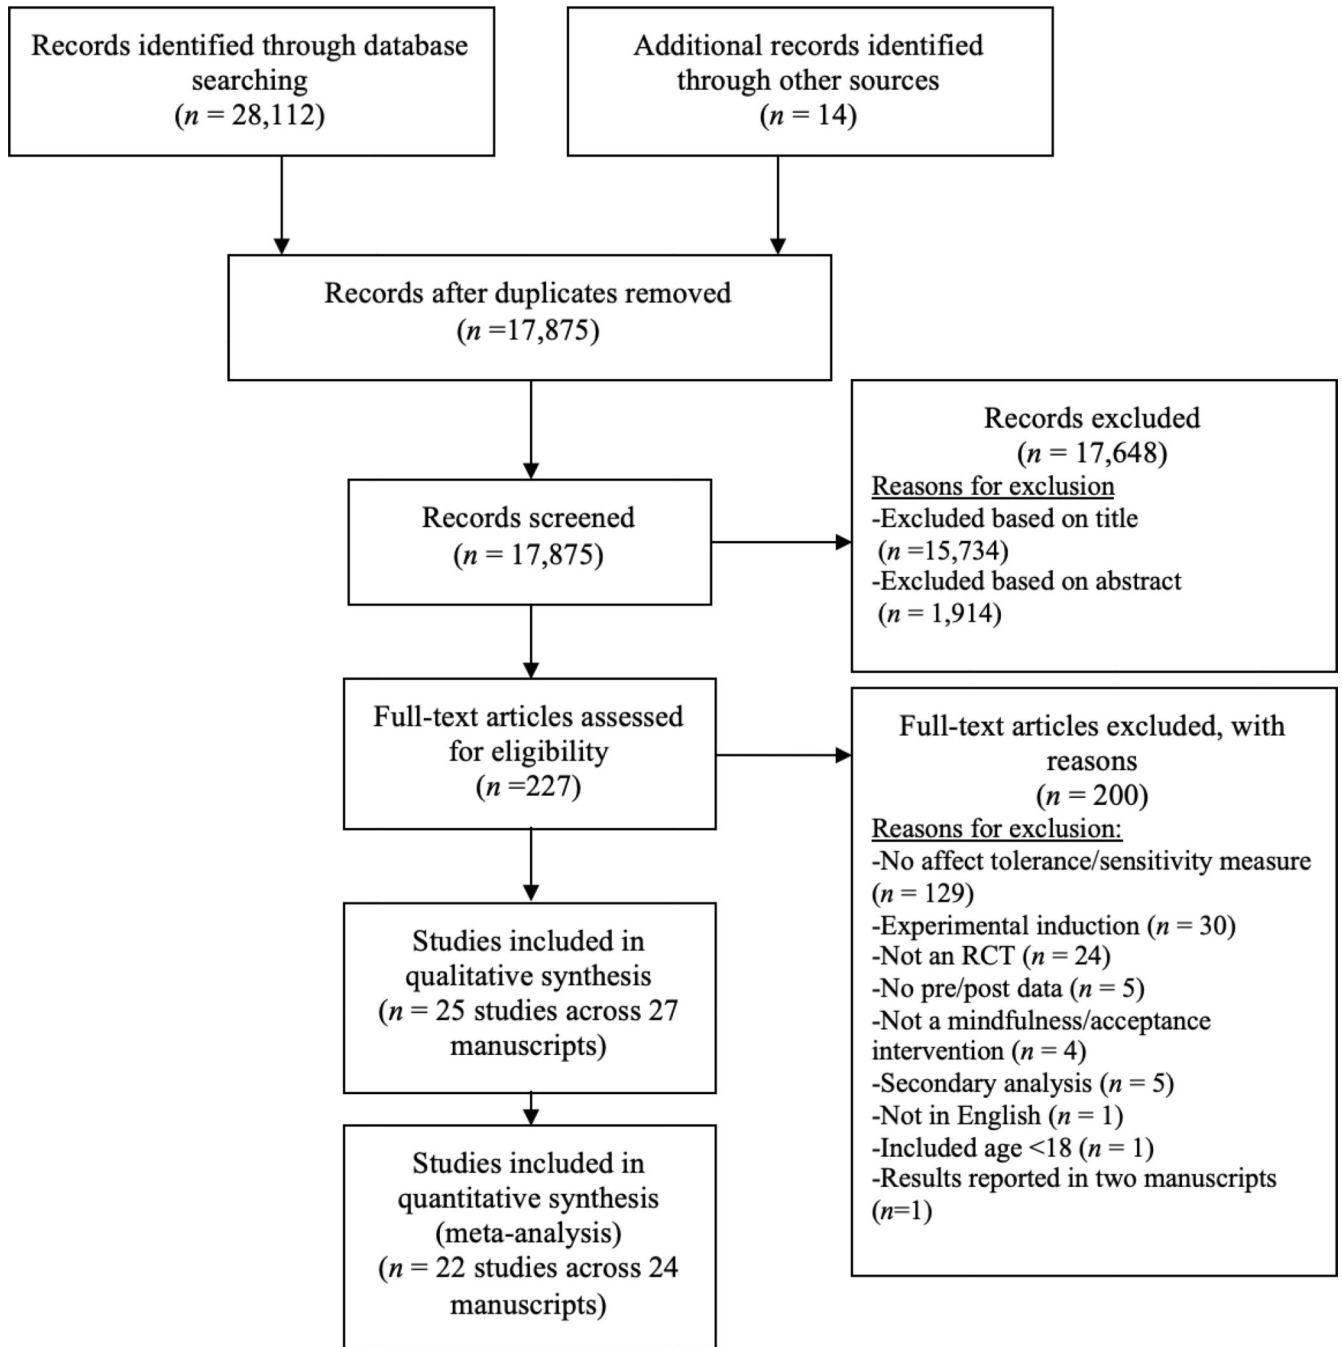 Records identified through database
searching
(n = 28,112)
Additional records identified
through other sources
(n = 14)
Records after duplicates removed
(n =17,875)
Records screened
(n = 17,875)
Records excluded
(n = 17,648)
Reasons for exclusion
-Excluded based on title
(n =15,734)
-Excluded based on abstract
(n = 1,914)
Full-text articles assessed
for eligibility
(n =227)
Full-text articles excluded, with
reasons
(n = 200)
Reasons for exclusion:
-No affect tolerance/sensitivity measure
(n = 129)
-Experimental induction (n = 30)
-Not an RCT (n = 24)
-No pre/post data (n = 5)
-Not a mindfulness/acceptance
intervention (n = 4)
-Secondary analysis (n = 5)
-Not in English (n = 1)
-Included age <18 (n = 1)
-Results reported in two manuscripts
(n=1)
Studies included in
qualitative synthesis
(n = 25 studies across 27
manuscripts)
Studies included in
quantitative synthesis
(meta-analysis)
(n = 22 studies across 24
manuscripts)